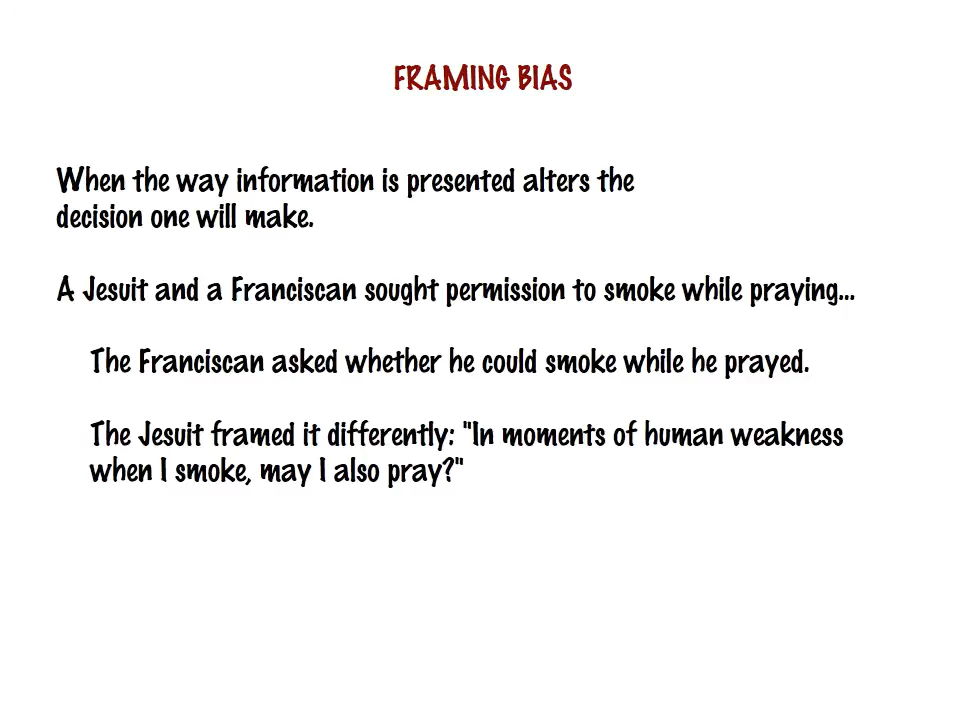 FRAMING BIAS
When the way information is presented alters the
decision one will make.
A Jesuit and a Franciscan sought permission to smoke while praying...
The Franciscan asked whether he could smoke while he prayed.
The Jesuit framed it differently: "In moments of human weakness
when I smoke, may I also pray?"